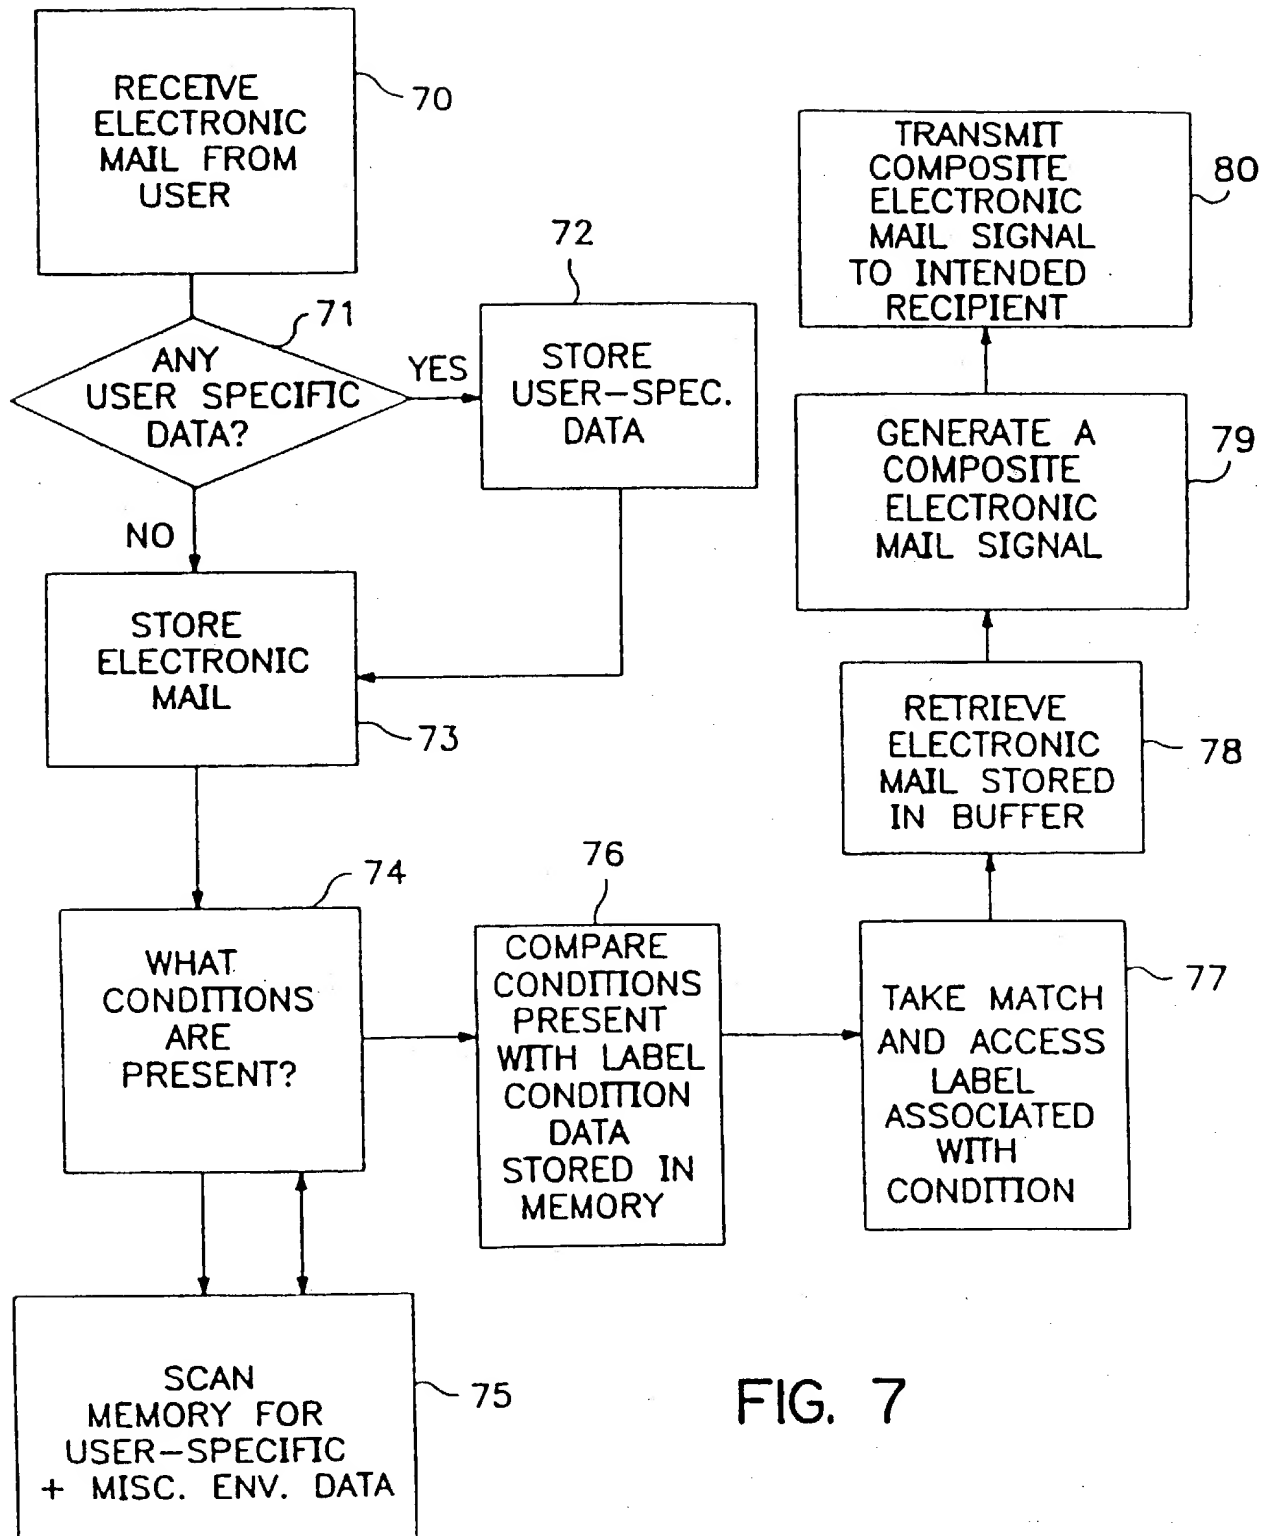 RECEIVE
ELECTRONIC
MAIL FROM
USER
70
71
ANY
USER SPECIFIC
DATA?
YES
NO
72
STORE
USER-SPEC.
DATA
STORE
ELECTRONIC
MAIL
73
74
WHAT
CONDITIONS
ARE
PRESENT?
SCAN
MEMORY FOR
USER-SPECIFIC
+ MISC. ENV. DATA
75
76
COMPARE
CONDITIONS
PRESENT
WITH LABEL
CONDITION
DATA
STORED IN
MEMORY
TAKE MATCH
AND ACCESS
LABEL
ASSOCIATED
WITH
CONDITION
77
RETRIEVE
ELECTRONIC
MAIL STORED
IN BUFFER
78
GENERATE A
COMPOSITE
ELECTRONIC
MAIL SIGNAL
79
TRANSMIT
COMPOSITE
ELECTRONIC
MAIL SIGNAL
TO INTENDED
RECIPIENT
80
FIG. 7